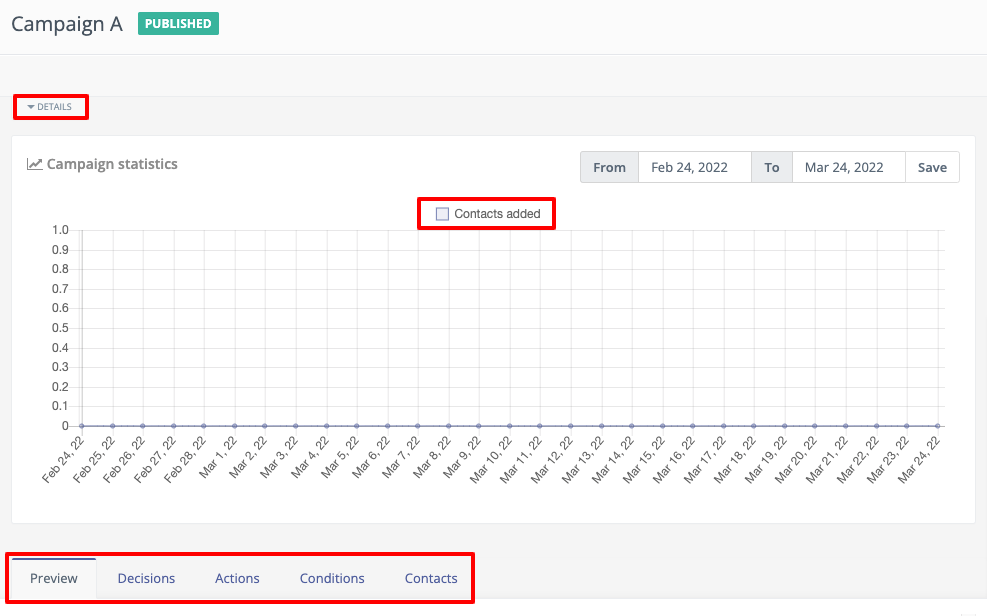 Campaign A PUBLISHED
DETAILS
Campaign statistics
From Feb 24, 2022 To Mar 24, 2022 Save
Contacts added
1.0
0.9
0.8
0.7
0.6
0.5
0.4
0.3
0.2
0.1
0
Feb 24, 22
Feb 25, 22
Feb 26, 22
Feb 27, 22
Feb 28, 22
Mar 1, 22
Mar 2, 22
Mar 3, 22
Mar 4, 22
Mar 5, 22
Mar 6, 22
Mar 7, 22
Mar 8, 22
Mar 9, 22
Mar 10, 22
Mar 11, 22
Mar 12, 22
Mar 13, 22
Mar 14, 22
Mar 15, 22
Mar 16, 22
Mar 17, 22
Mar 18, 22
Mar 19, 22
Mar 20, 22
Mar 21, 22
Mar 22, 22
Mar 23, 22
Mar 24, 22
Preview Decisions Actions Conditions Contacts